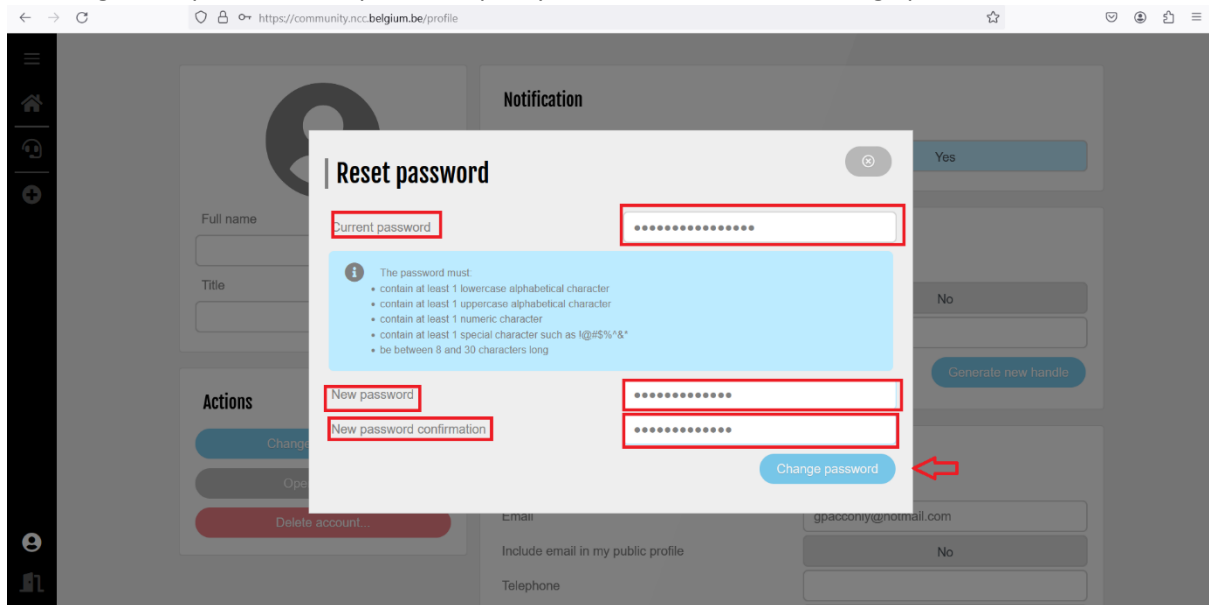 https://community.ncc.belgium.be/profile
Notification
Yes
Reset password
Full name
Current password
Title
The password must:
• contain at least 1 lowercase alphabetical character
• contain at least 1 uppercase alphabetical character
• contain at least 1 numeric character
• contain at least 1 special character such as !@#$%^&*
• be between 8 and 30 characters long
No
Generate new handle
Actions
New password
New password confirmation
Change
Change password
Ope
Delete account...
Email
gpacconly@hotmail.com
Include email in my public profile
No
Telephone